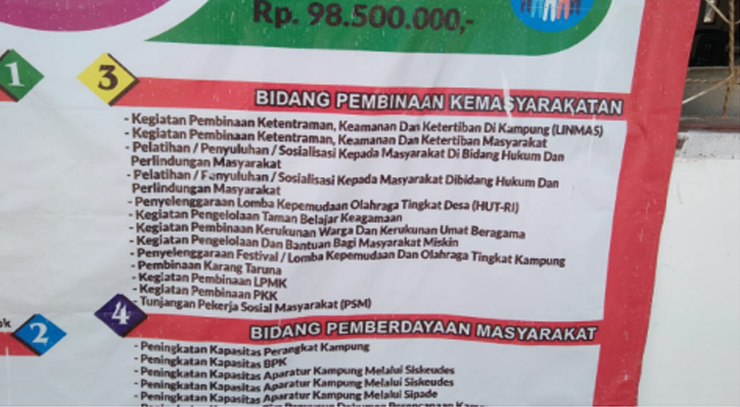 Rp. 98.500.000,-
1
3
BIDANG PEMBINAAN KEMASYARAKATAN
- Kegiatan Pembinaan Ketentraman, Keamanan Dan Ketertiban Di Kampung (LINMAS)
- Kegiatan Pembinaan Ketentraman, Keamanan Dan Ketertiban Masyarakat
- Pelatihan / Penyuluhan / Sosialisasi Kepada Masyarakat Di Bidang Hukum Dan
Perlindungan Masyarakat
- Pelatihan / Penyuluhan / Sosialisasi Kepada Masyarakat Dibidang Hukum Dan
Perlindungan Masyarakat
- Penyelenggaraan Lomba Kepemudaan Olahraga Tingkat Desa (HUT-RI)
- Kegiatan Pengelolaan Taman Belajar Keagamaan
- Kegiatan Pembinaan Kerukunan Warga Dan Kerukunan Umat Beragama
- Kegiatan Pengelolaan Dan Bantuan Bagi Masyarakat Miskin
- Penyelenggaraan Festival / Lomba Kepemudaan Dan Olahraga Tingkat Kampung
- Pembinaan Karang Taruna
- Kegiatan Pembinaan LPMK
- Kegiatan Pembinaan PKK
- Tunjangan Pekerja Sosial Masyarakat (PSM)
2
4
BIDANG PEMBERDAYAAN MASYARAKAT
- Peningkatan Kapasitas Perangkat Kampung
- Peningkatan Kapasitas BPK
- Peningkatan Kapasitas Aparatur Kampung Melalui Siskeudes
- Peningkatan Kapasitas Aparatur Kampung Melalui Siskeudes
- Peningkatan Kapasitas Aparatur Kampung Melalui Sipade